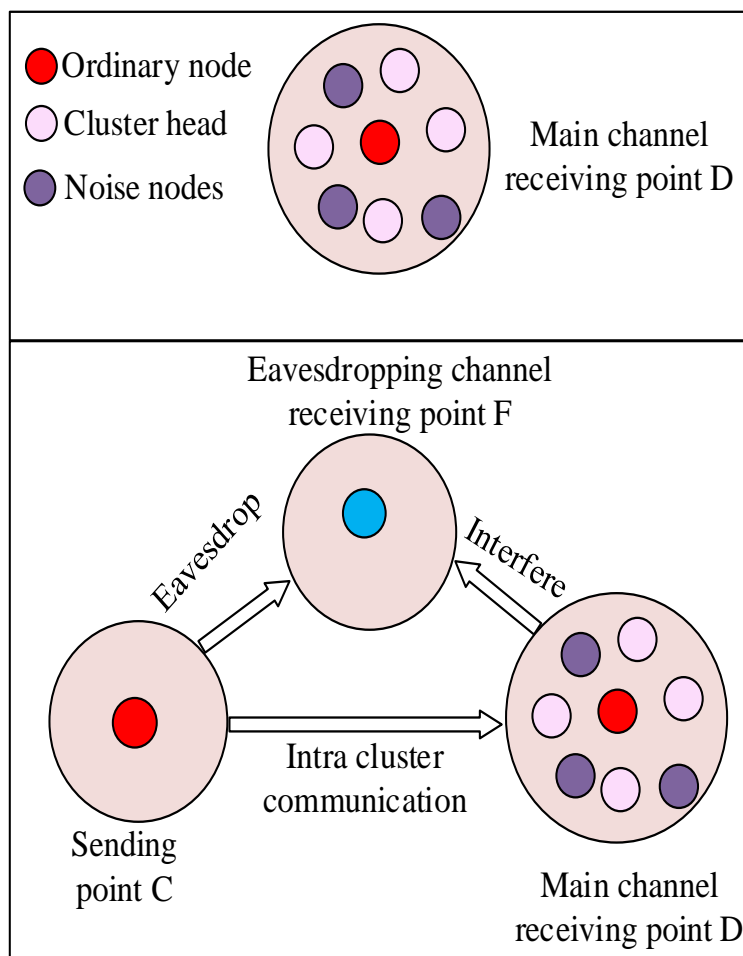 Ordinary node
Cluster head
Noise nodes
Main channel
receiving point D
Eavesdropping channel
receiving point F
Eavesdrop
Interfere
Intra cluster
communication
Sending
point C
Main channel
receiving point D